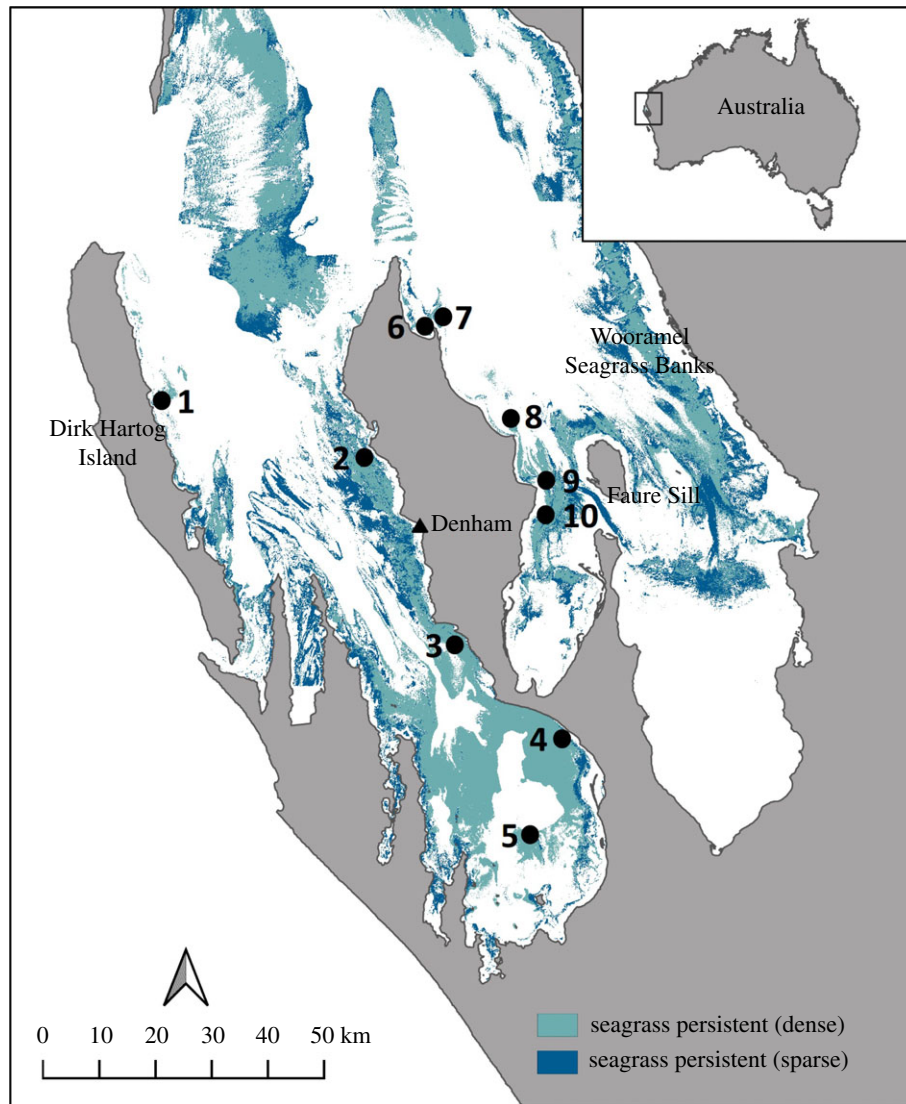 Australia
6
7
Wooramel
Seagrass Banks
1
8
Dirk Hartog
Island
2
9
Faure Sill
10
Denham
3
4
5
0 10 20 30 40 50 km
seagrass persistent (dense)
seagrass persistent (sparse)